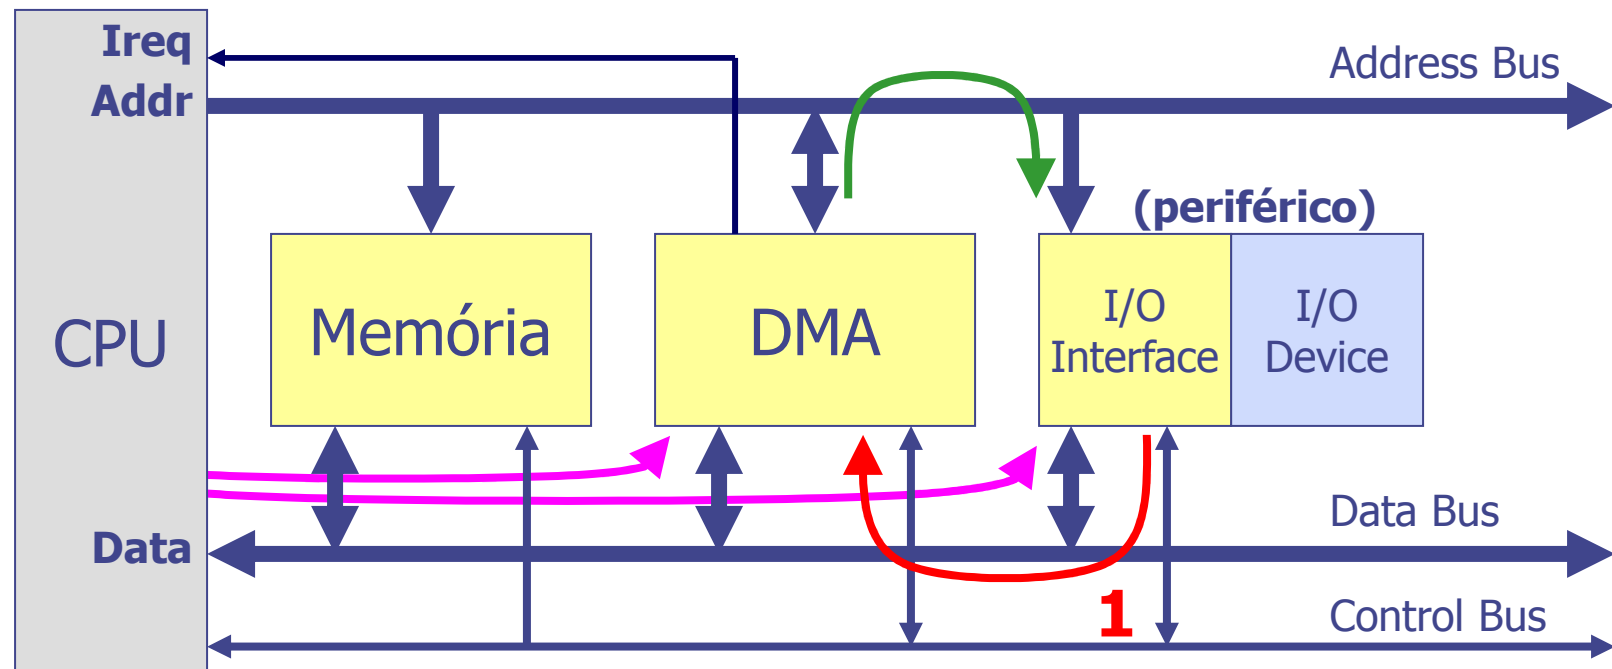 Ireq
Addr
Address Bus
(periférico)
CPU
Memória
DMA
I/O
Interface
I/O
Device
Data
Data Bus
1
Control Bus